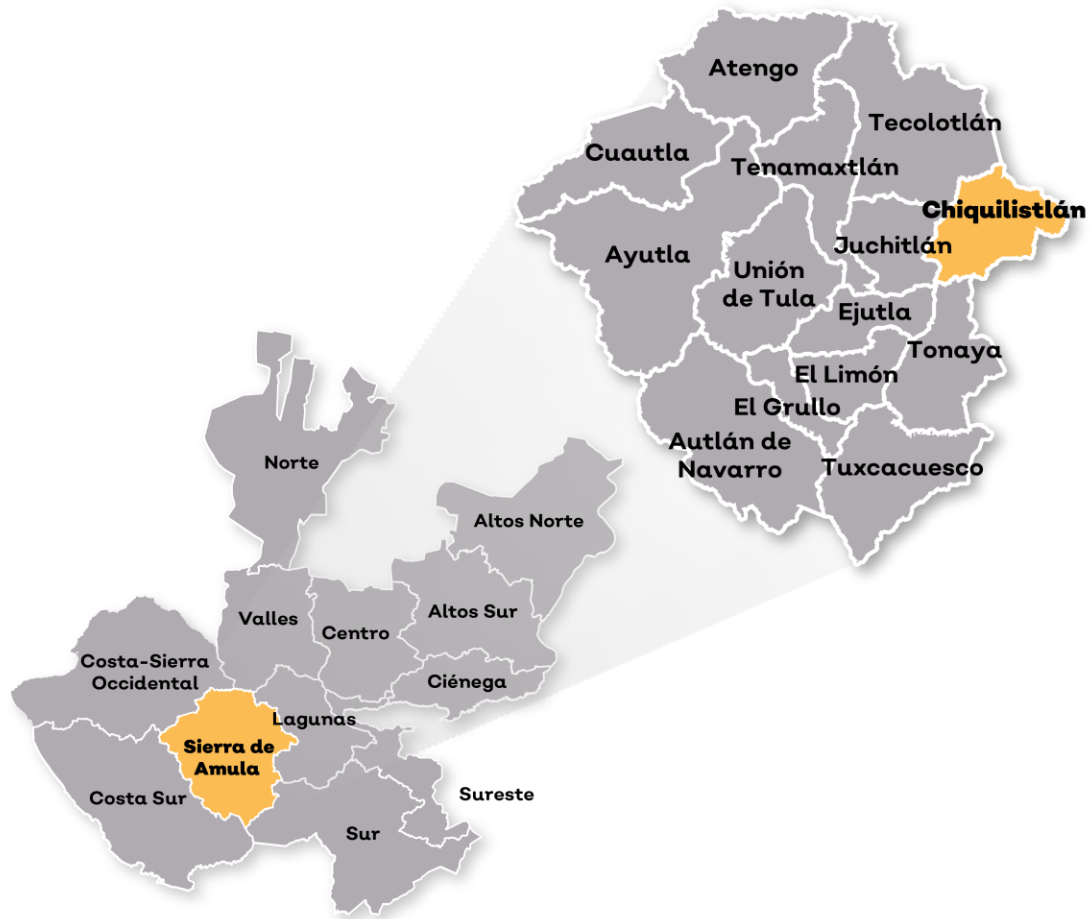 Atengo
Tecolotlán
Cuautla
Tenamaxtlán
Chiquilistlán
Juchitlán
Ayutla
Unión
de Tula
Ejutla
Tonaya
El Limón
El Grullo
Autlán de
Navarro
Tuxcacuesco
Norte
Altos Norte
Valles
Centro
Altos Sur
Costa-Sierra
Occidental
Ciénega
Lagunas
Sierra de
Amula
Costa Sur
Sureste
Sur